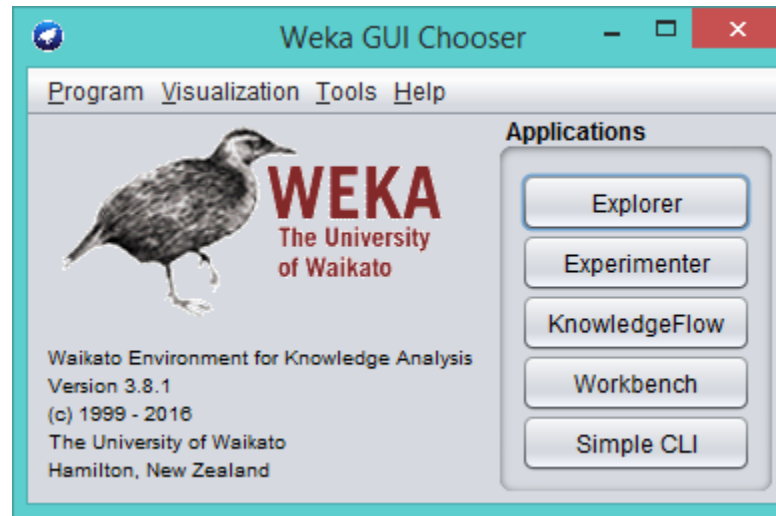 Weka GUI Chooser
Program Visualization Tools Help
WEKA
The University
of Waikato
Waikato Environment for Knowledge Analysis
Version 3.8.1
(c) 1999 - 2016
The University of Waikato
Hamilton, New Zealand
Applications
Explorer
Experimenter
KnowledgeFlow
Workbench
Simple CLI